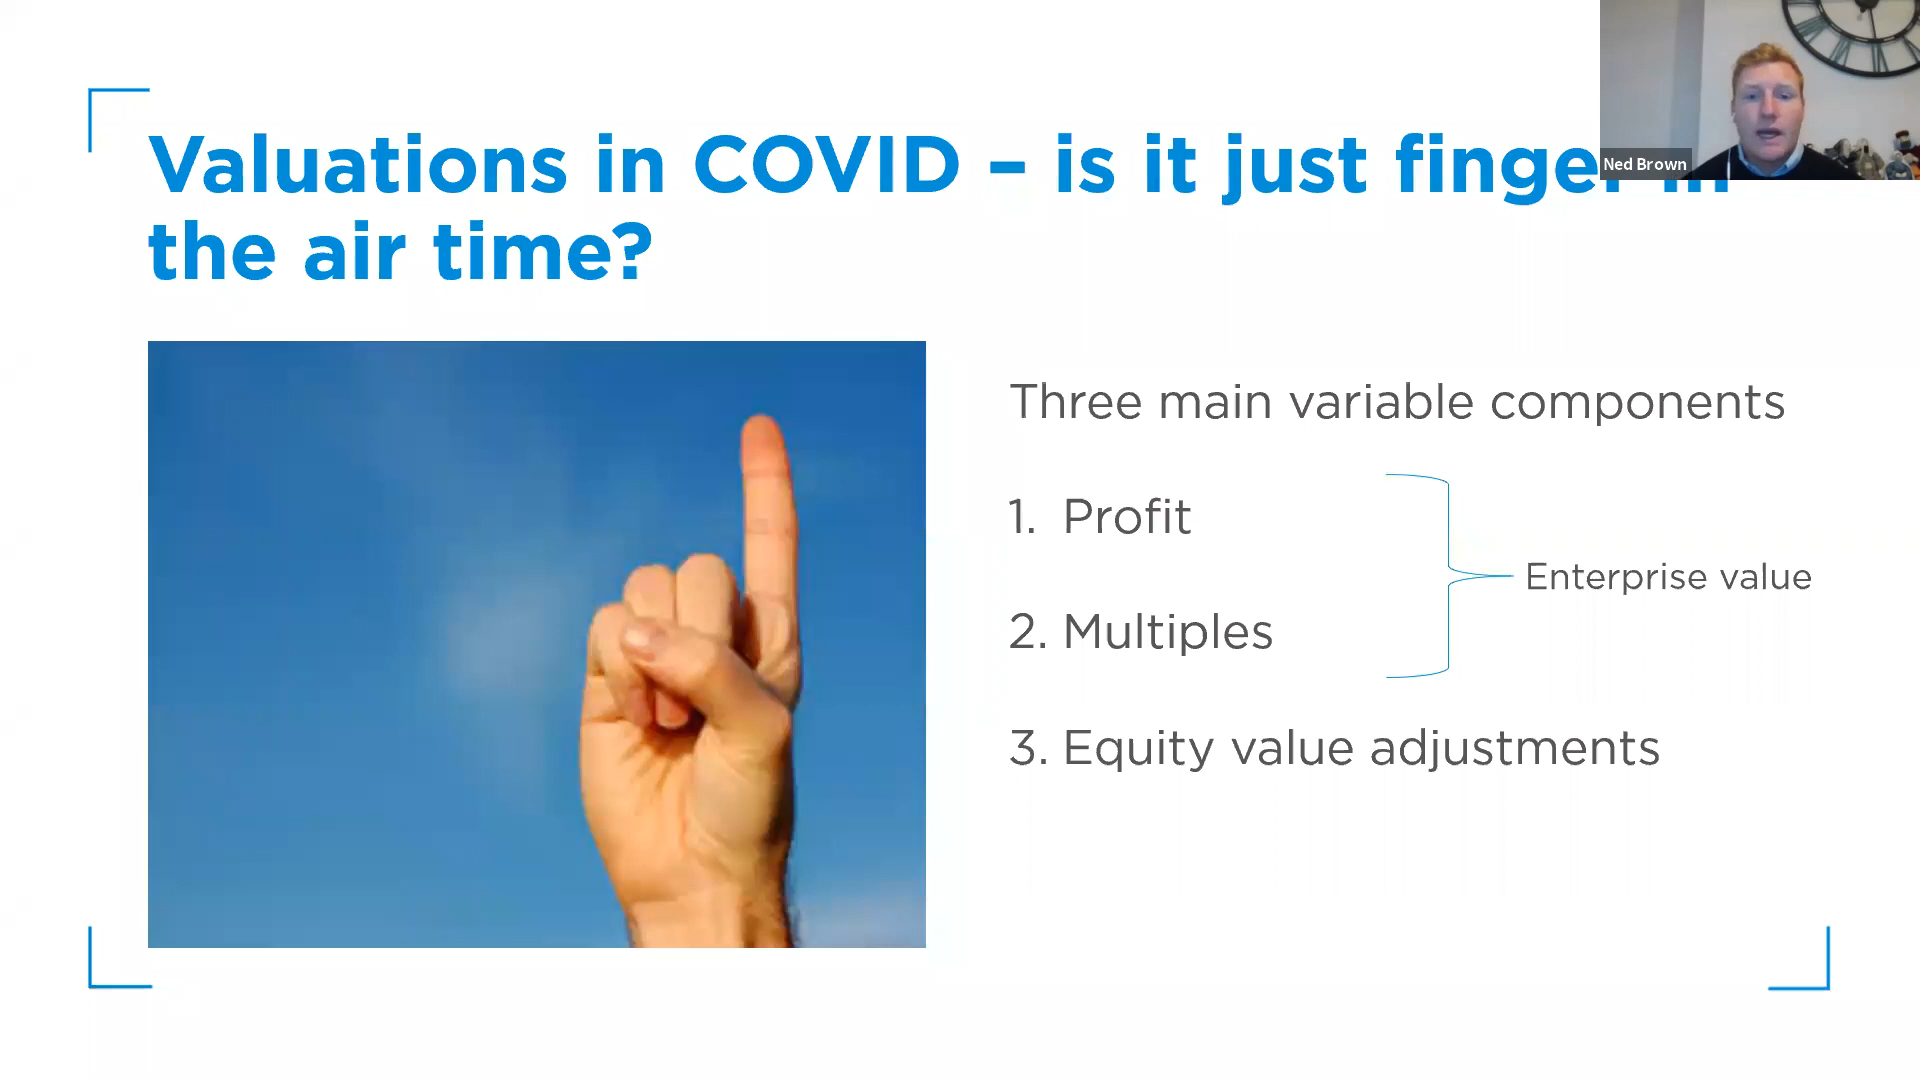 Valuations in COVID – is it just finger in
the air time?
Ned Brown
Three main variable components
1. Profit
2. Multiples
Enterprise value
3. Equity value adjustments